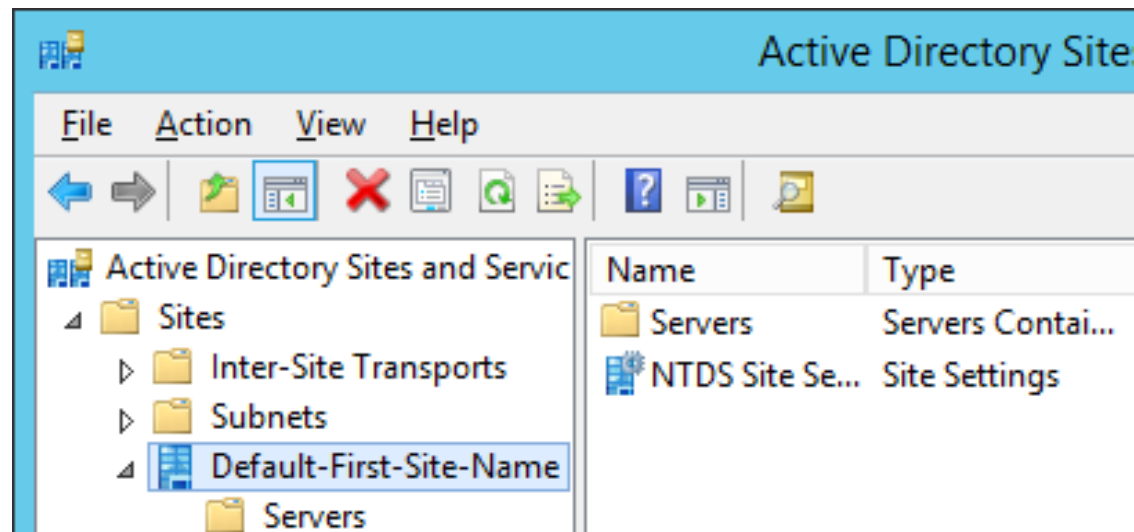 Active Directory Site
File Action View Help
Active Directory Sites and Servic
Sites
Inter-Site Transports
Subnets
Default-First-Site-Name
Servers
Name Type
Servers Servers Contai...
NTDS Site Se... Site Settings